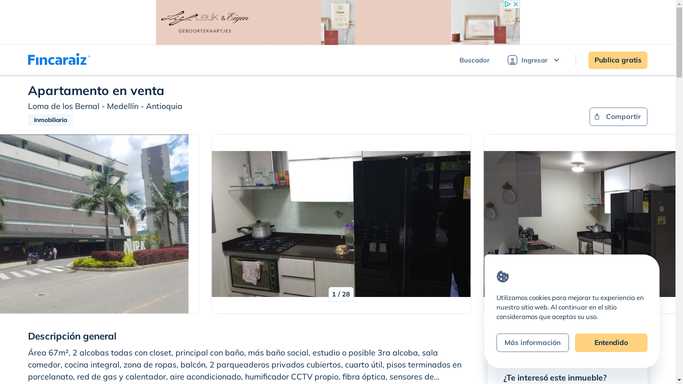 Leuk & Eigen
GEBOORTEKAARTJES
Fincaraiz
Buscador
Ingresar
Publica gratis
Apartamento en venta
Loma de los Bernal - Medellín - Antioquia
Inmobiliaria
Compartir
1 / 28
Utilizamos cookies para mejorar tu experiencia en
nuestro sitio web. Al continuar en el sitio
consideramos que aceptas su uso.
Más información
Entendido
Descripción general
Área 67m², 2 alcobas todas con closet, principal con baño, más baño social, estudio o posible 3ra alcoba, sala
comedor, cocina integral, zona de ropas, balcón, 2 parqueaderos privados cubiertos, cuarto útil, pisos terminados en
porcelanato, red de gas y calentador, aire acondicionado, humificador CCTV propio, fibra óptica, sensores de...
¿Te interesó este inmueble?